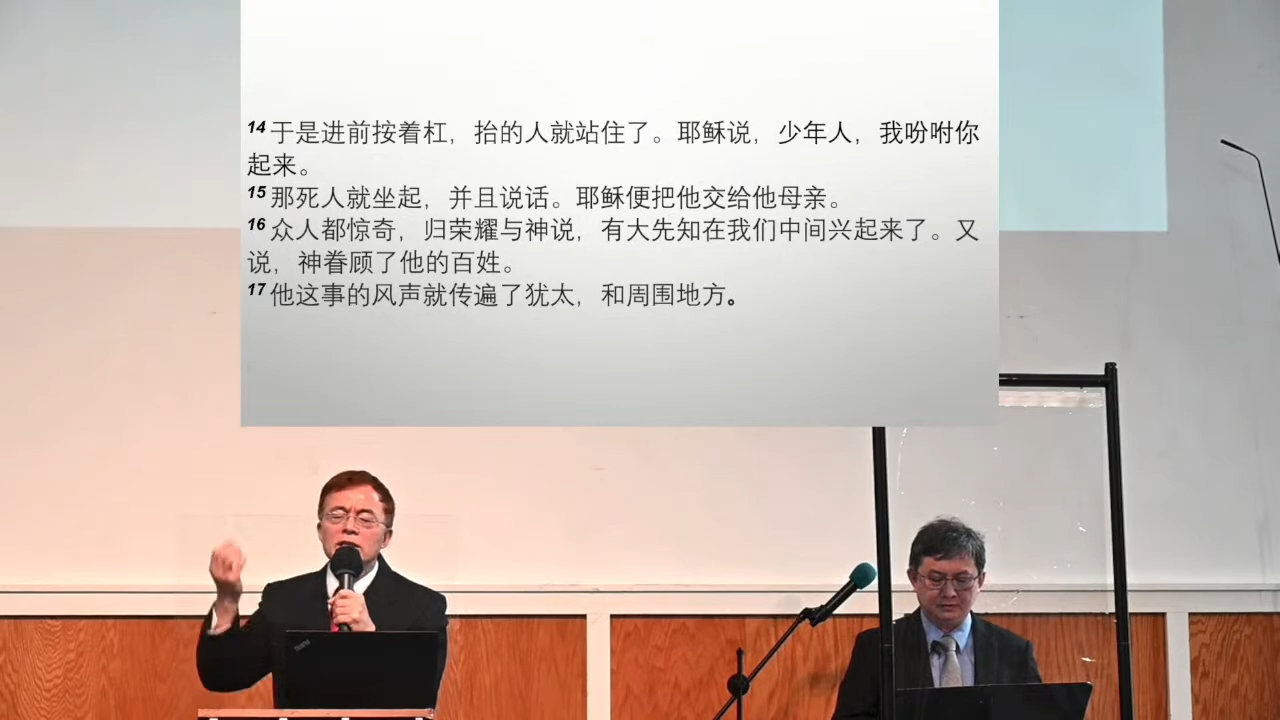 14 于是进前按着杠，抬的人就站住了。耶稣说，少年人，我吩咐你
起来。
15 那死人就坐起，并且说话。耶稣便把他交给他母亲。
16 众人都惊奇，归荣耀与神说，有大先知在我们中间兴起来了。又
说，神眷顾了他的百姓。
17 他这事的风声就传遍了犹太，和周围地方。